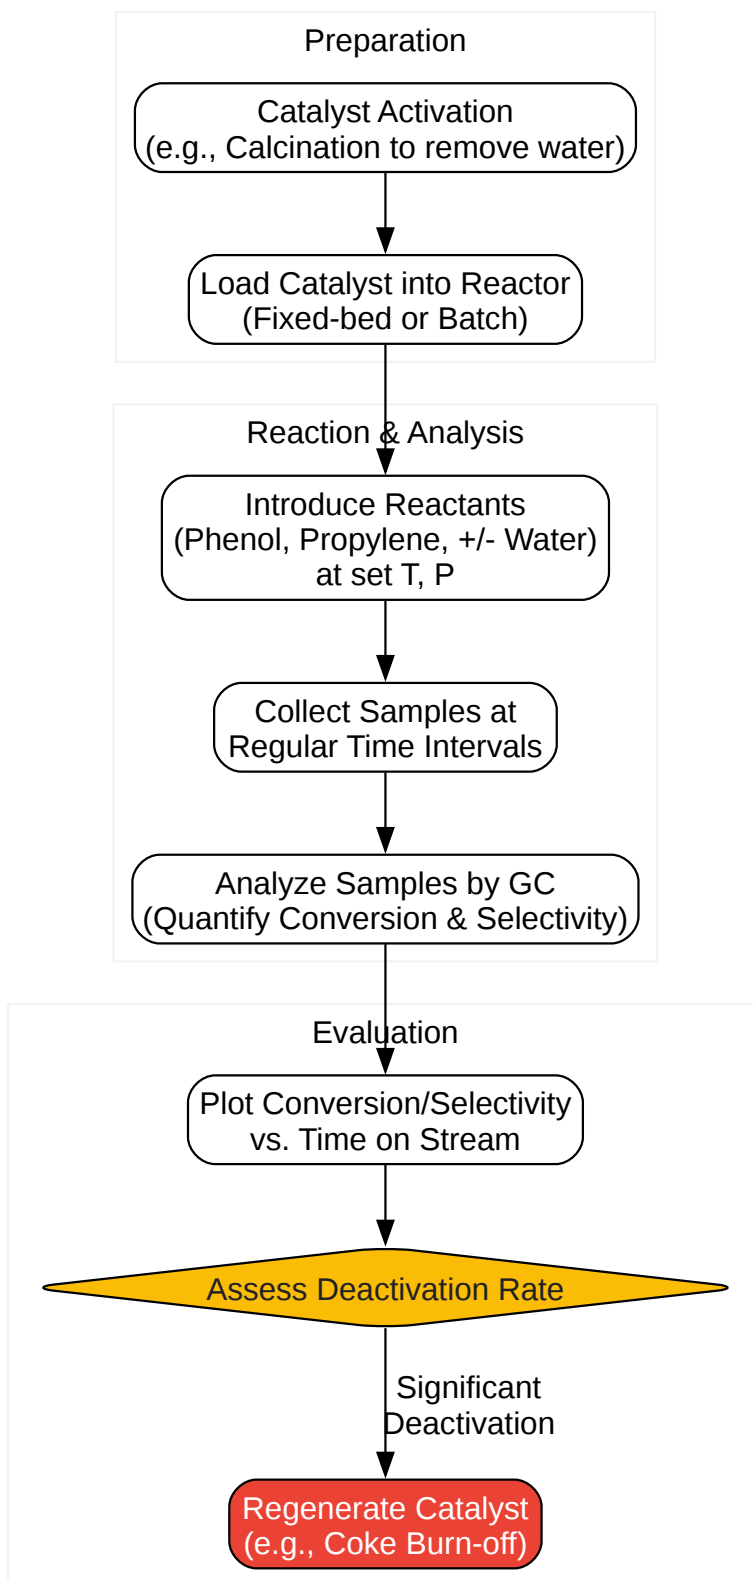 Preparation
Catalyst Activation
(e.g., Calcination to remove water)
Load Catalyst into Reactor
(Fixed-bed or Batch)
Reaction & Analysis
Introduce Reactants
(Phenol, Propylene, +/- Water)
at set T, P
Collect Samples at
Regular Time Intervals
Analyze Samples by GC
(Quantify Conversion & Selectivity)
Evaluation
Plot Conversion/Selectivity
vs. Time on Stream
Assess Deactivation Rate
Significant
Deactivation
Regenerate Catalyst
(e.g., Coke Burn-off)